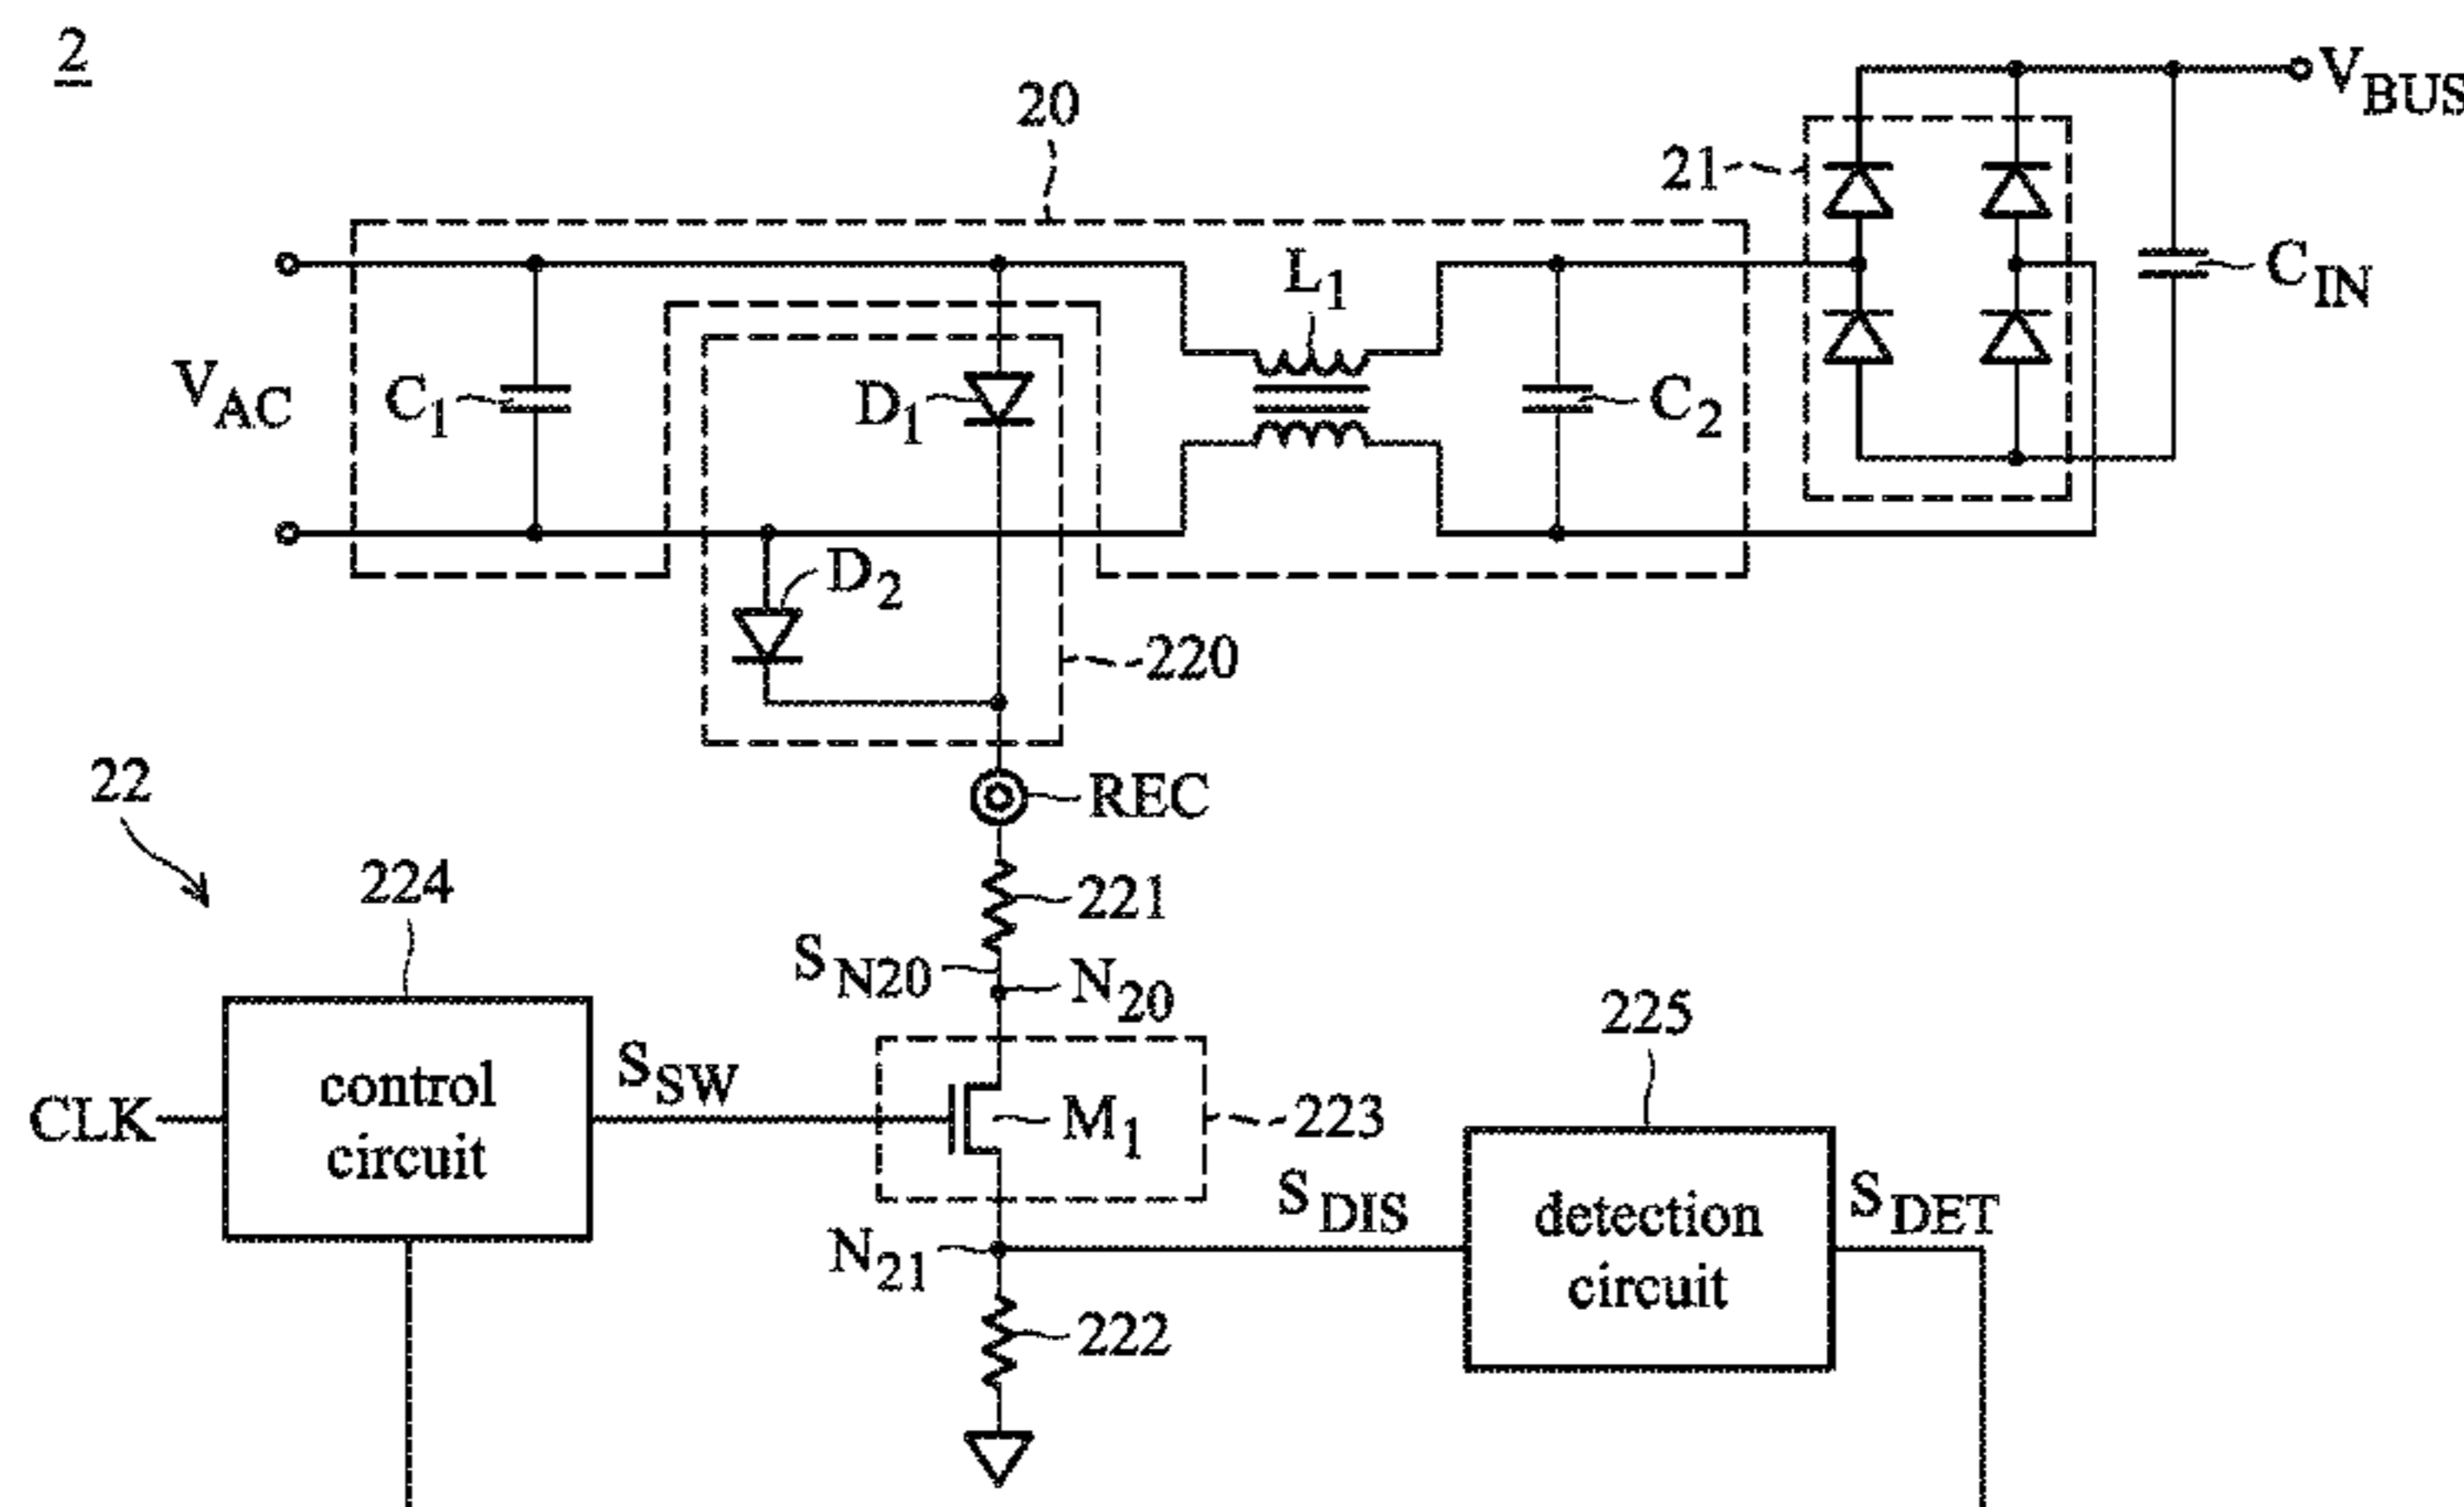 2
20
V_BUS
21
L_1
C_IN
V_AC
C_1
D_1
C_2
D_2
220
22
REC
224
221
S_N20
N_20
225
control
circuit
S_SW
CLK
M_1
223
S_DIS
detection
circuit
S_DET
N_21
222